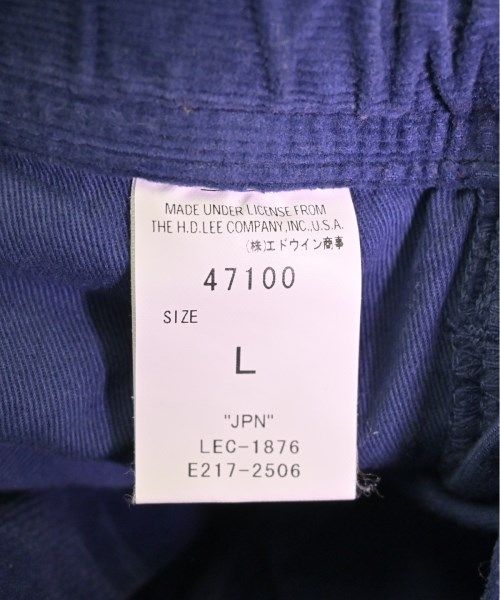 MADE UNDER LICENSE FROM
THE H.D.LEE COMPANY,INC.,U.S.A.
(株)エドウイン商事
47100
SIZE
L
"JPN"
LEC-1876
E217-2506